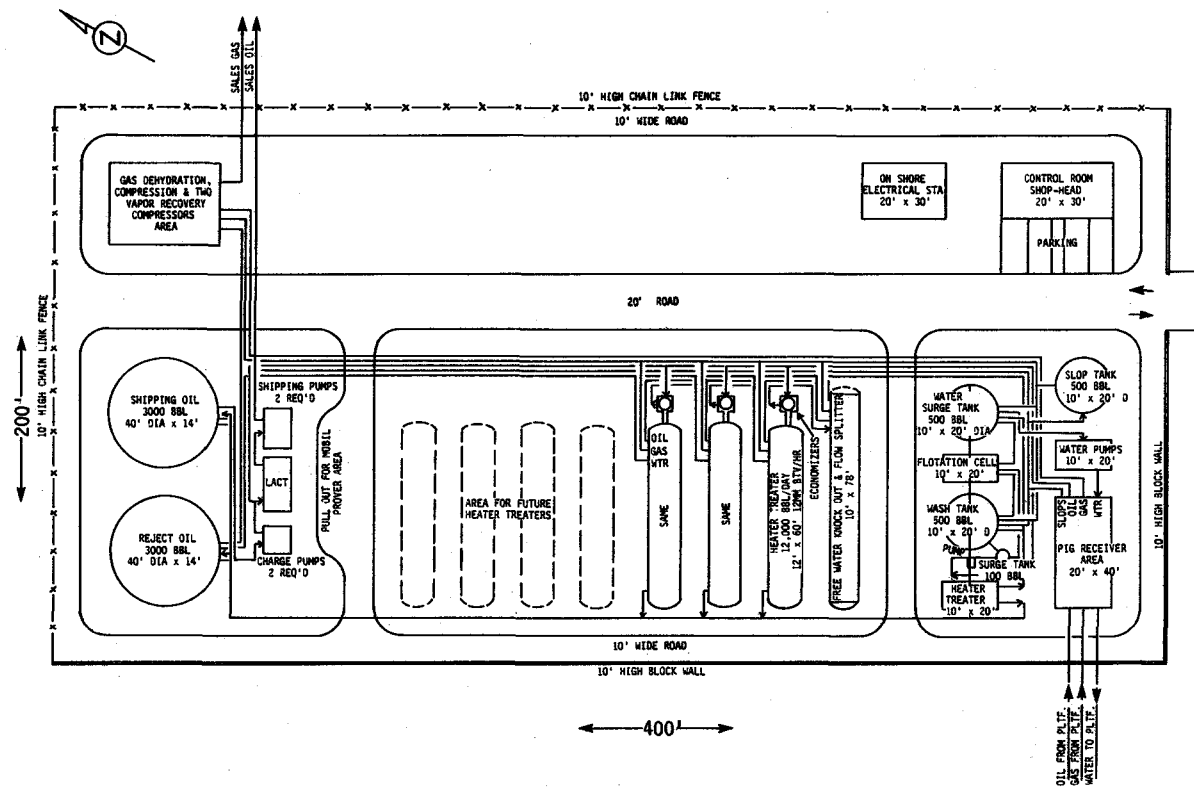 Z
SALES GAS
SALES OIL
10' HIGH CHAIN LINK FENCE
10' WIDE ROAD
GAS DEHYDRATION,
COMPRESSION & TWO
VAPOR RECOVERY
COMPRESSORS
AREA
ON SHORE
ELECTRICAL STA
20' x 30'
CONTROL ROOM
SHOP-HEAD
20' x 30'
PARKING
20' ROAD
10' HIGH CHAIN LINK FENCE
200'
SHIPPING OIL
3000 BBL
40' DIA x 14'
SHIPPING PUMPS
2 REQ'D
LACT
PULL OUT FOR MOBIL
PROVER AREA
REJECT OIL
3000 BBL
40' DIA x 14'
CHARGE PUMPS
2 REQ'D
AREA FOR FUTURE
HEATER TREATERS
OIL
GAS
WTR
SAME
SAME
HEATER TREATER
12,000 BBL/DAY
12' x 60' 12MM BTV/HR
ECONOMIZERS
FREE WATER KNOCK OUT & FLOW SPLITTER
10' x 78'
SLOP TANK
500 BBL
10' x 20' D
WATER
SURGE TANK
500 BBL
10' x 20' DIA
WATER PUMPS
10' x 20'
FLOTATION CELL
10' x 20'
WASH TANK
500 BBL
10' x 20' D
SLOPS
OIL
GAS
WTR
PIG RECEIVER
AREA
20' x 40'
PUMP
SURGE TANK
100 BBL
HEATER
TREATER
10' x 20'
10' HIGH BLOCK WALL
10' WIDE ROAD
10' HIGH BLOCK WALL
400'
OIL FROM PLTF.
GAS FROM PLTF.
WATER TO PLTF.